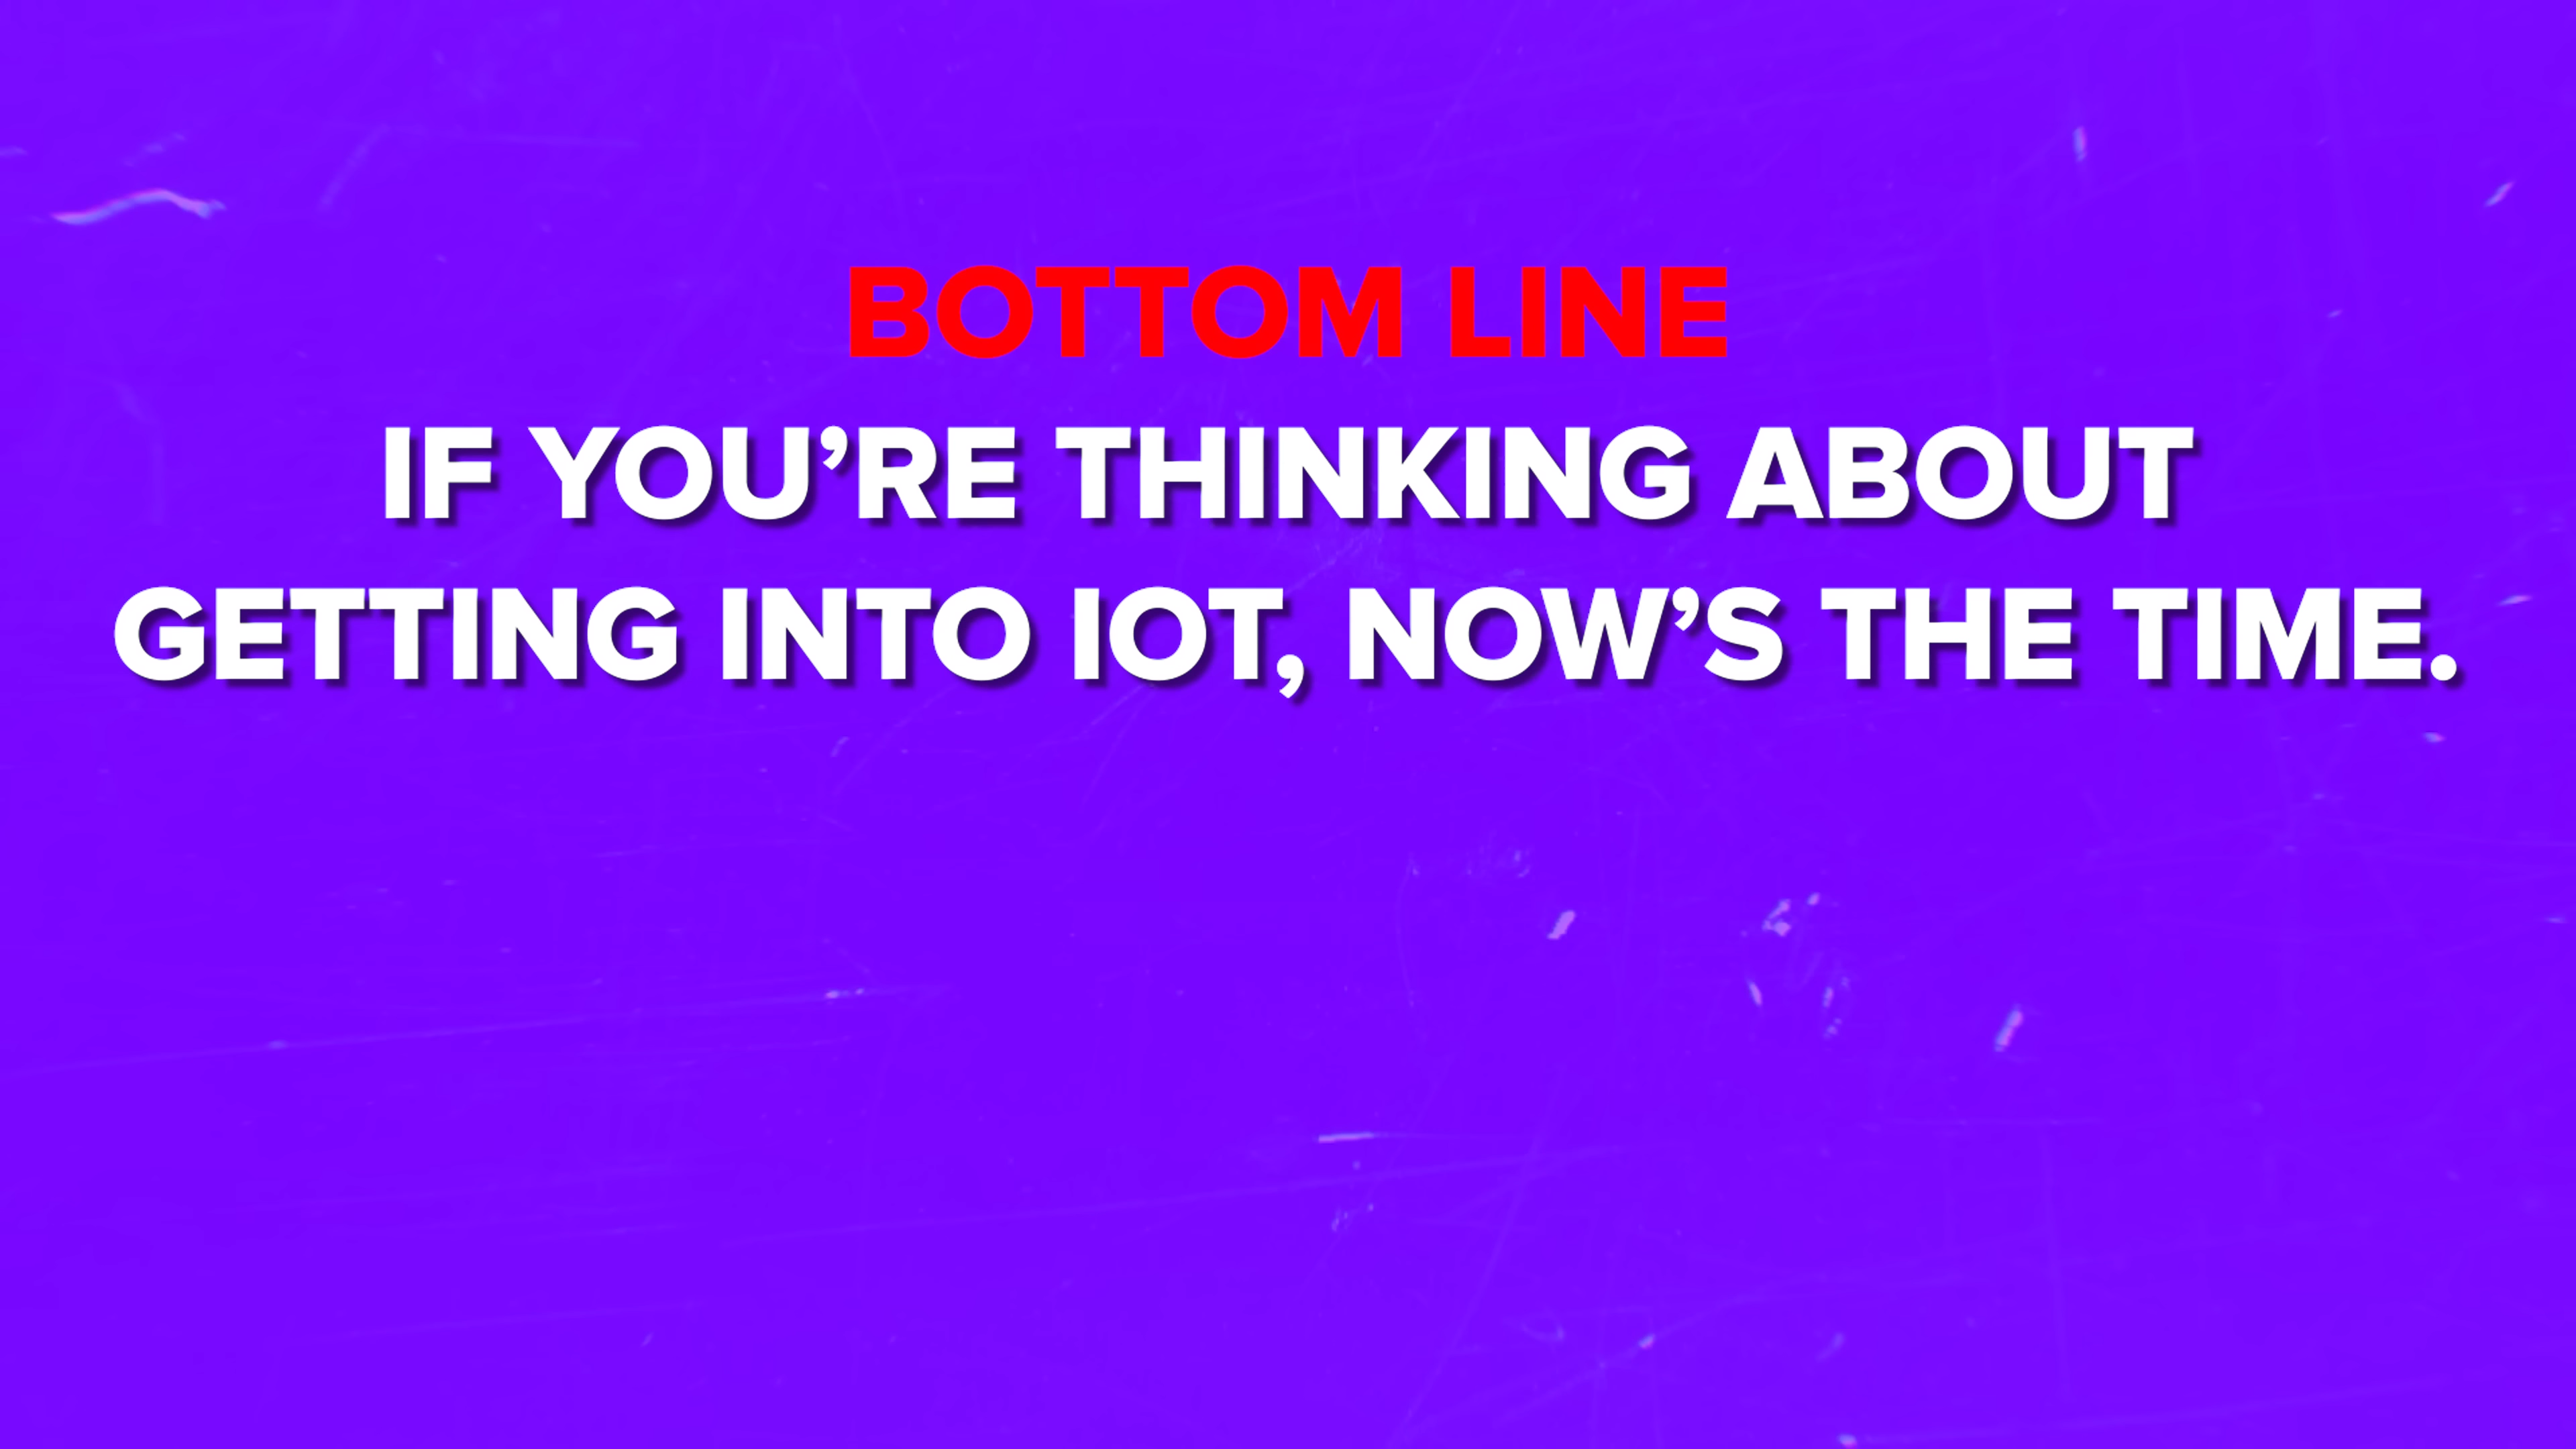 BOTTOM LINE
IF YOU’RE THINKING ABOUT
GETTING INTO IOT, NOW’S THE TIME.